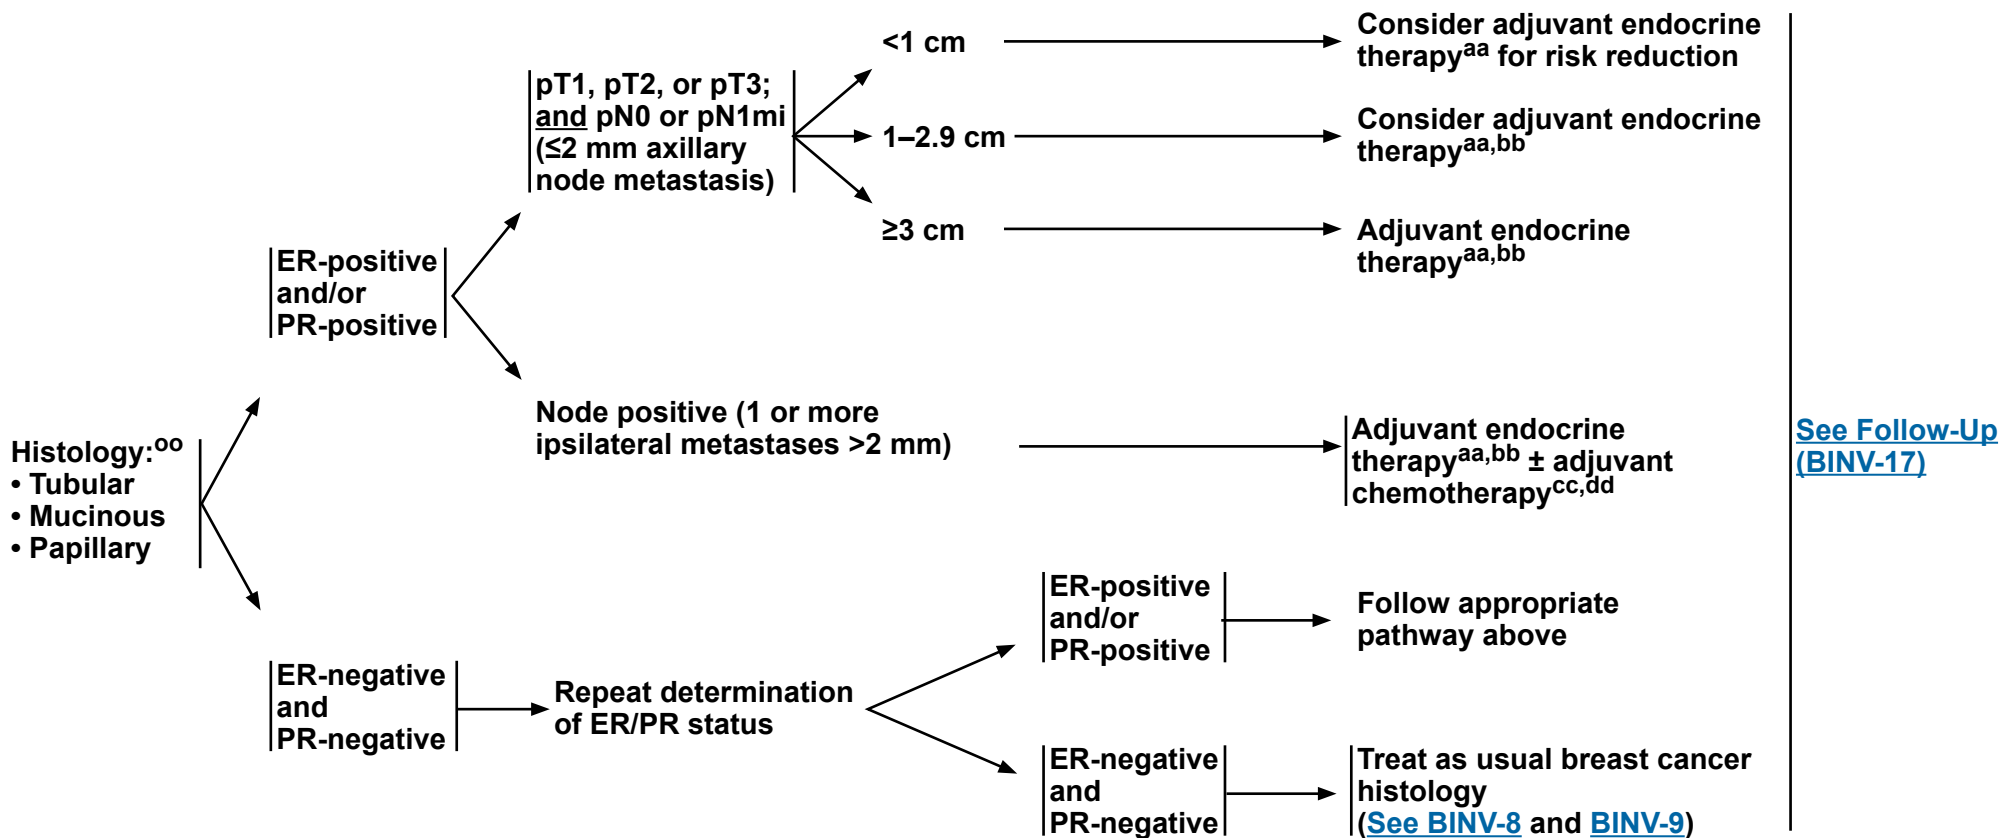 Histology:oo
• Tubular
• Mucinous
• Papillary
ER-positive
and/or
PR-positive
pT1, pT2, or pT3;
and pN0 or pN1mi
(≤2 mm axillary
node metastasis)
<1 cm
Consider adjuvant endocrine
therapyaa for risk reduction
1–2.9 cm
Consider adjuvant endocrine
therapyaa,bb
≥3 cm
Adjuvant endocrine
therapyaa,bb
Node positive (1 or more
ipsilateral metastases >2 mm)
Adjuvant endocrine
therapyaa,bb ± adjuvant
chemotherapycc,dd
ER-negative
and
PR-negative
Repeat determination
of ER/PR status
ER-positive
and/or
PR-positive
Follow appropriate
pathway above
ER-negative
and
PR-negative
Treat as usual breast cancer
histology
(See BINV-8 and BINV-9)
See Follow-Up
(BINV-17)